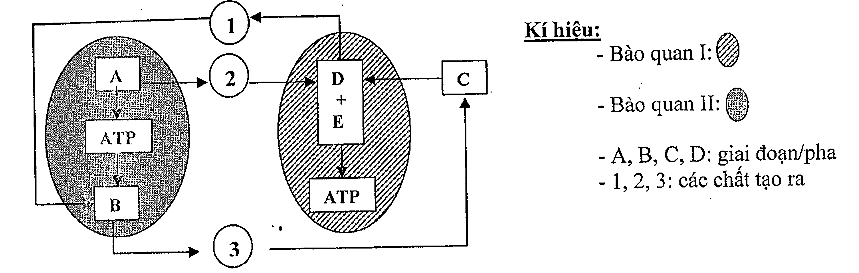 1
A
2
D
+
E
C
ATP
ATP
B
3
Kí hiệu:
- Bào quan I:
- Bào quan II:
- A, B, C, D: giai đoạn/pha
- 1, 2, 3: các chất tạo ra